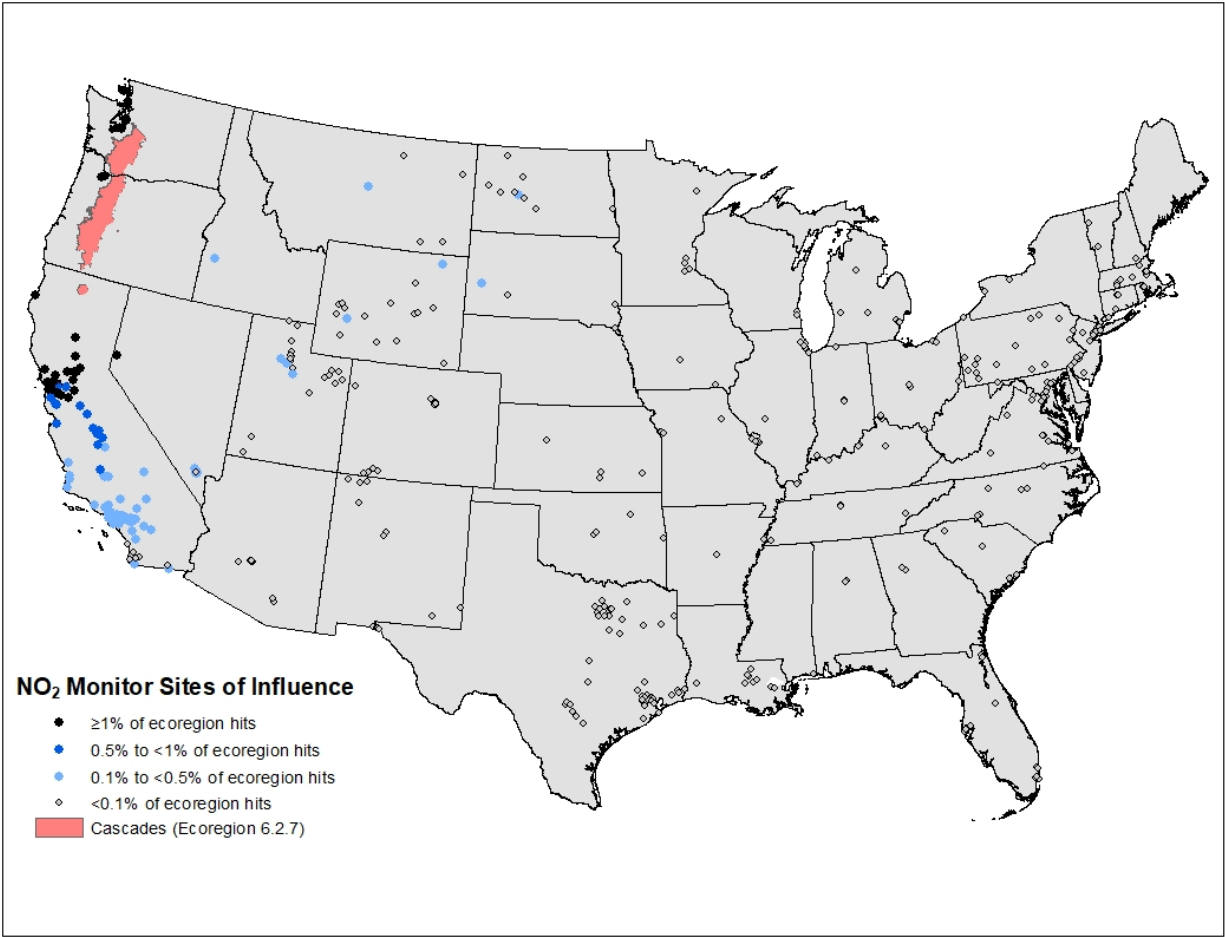 NO₂ Monitor Sites of Influence
≥1% of ecoregion hits
0.5% to <1% of ecoregion hits
0.1% to <0.5% of ecoregion hits
<0.1% of ecoregion hits
Cascades (Ecoregion 6.2.7)